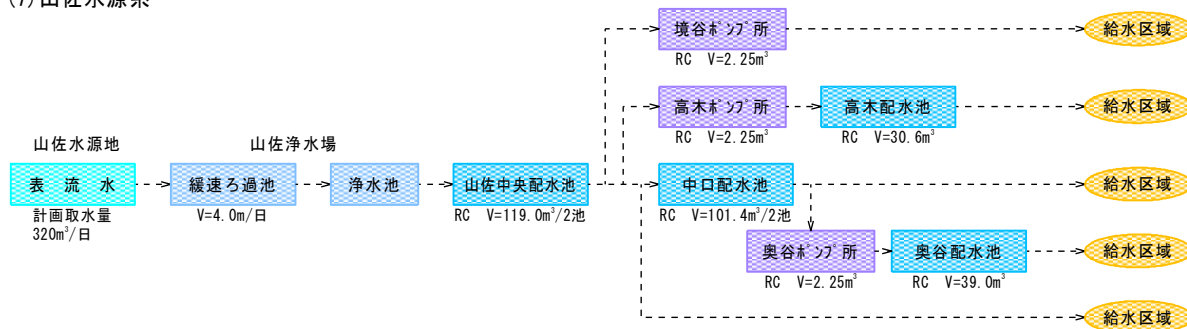 (7)山佐水源系
境谷ﾎﾟﾝﾌﾟ所
給水区域
RC V=2.25m³
高木ﾎﾟﾝﾌﾟ所
高木配水池
給水区域
RC V=2.25m³
RC V=30.6m³
山佐水源地
山佐浄水場
表流水
緩速ろ過池
浄水池
山佐中央配水池
中口配水池
給水区域
計画取水量
320m³/日
V=4.0m/日
RC V=119.0m³/2池
RC V=101.4m³/2池
奥谷ﾎﾟﾝﾌﾟ所
奥谷配水池
給水区域
RC V=2.25m³
RC V=39.0m³
給水区域